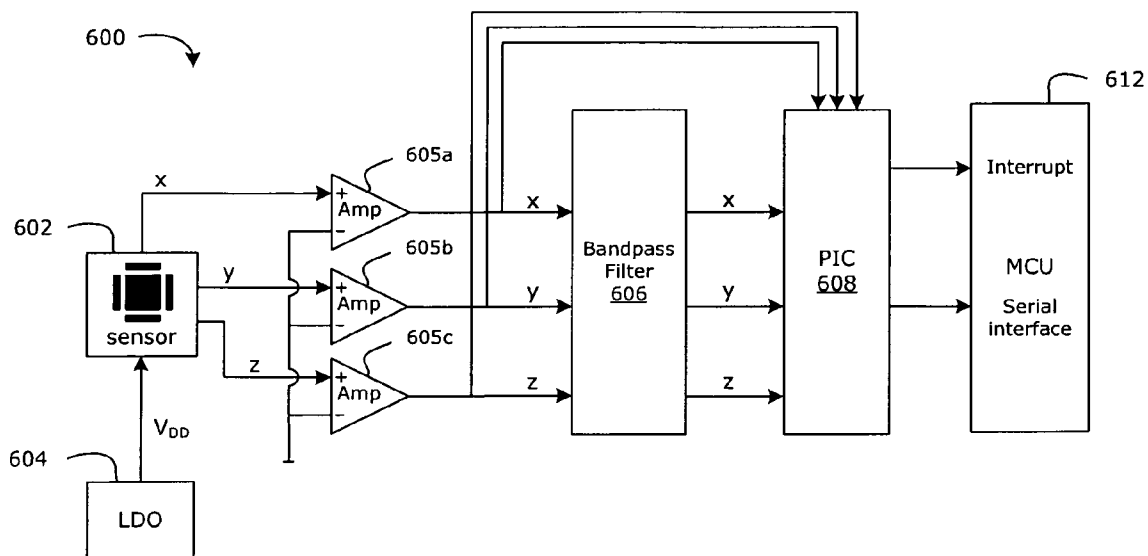 600
612
605a
x
+
Amp
-
x
x
Interrupt
602
605b
Bandpass
Filter
606
PIC
608
MCU
Serial
interface
y
+
Amp
-
y
y
sensor
605c
z
+
Amp
-
z
z
VDD
604
LDO